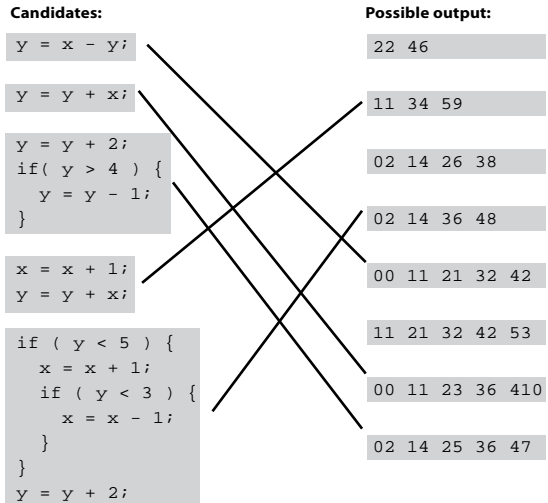 Candidates:
y = x - y;
y = y + x;
y = y + 2;
if( y > 4 ) {
y = y - 1;
}
x = x + 1;
y = y + x;
if ( y < 5 ) {
x = x + 1;
if ( y < 3 ) {
x = x - 1;
}
}
y = y + 2;
Possible output:
22 46
11 34 59
02 14 26 38
02 14 36 48
00 11 21 32 42
11 21 32 42 53
00 11 23 36 410
02 14 25 36 47